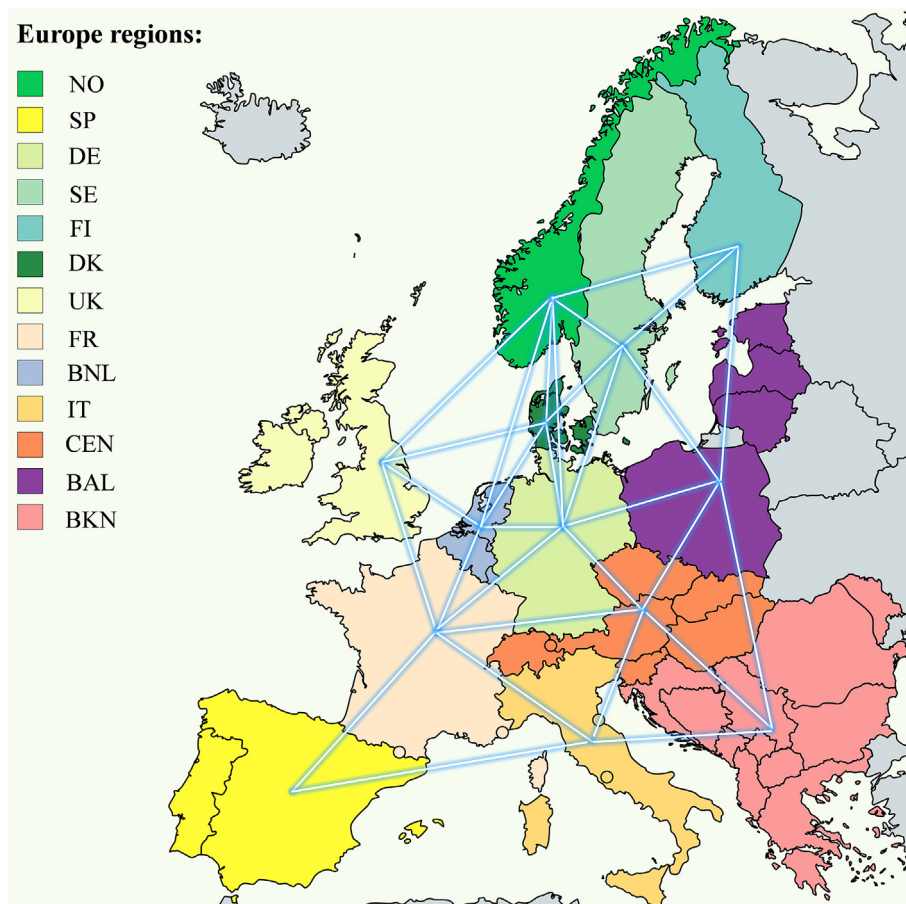 Europe regions:
NO
SP
DE
SE
FI
DK
UK
FR
BNL
IT
CEN
BAL
BKN